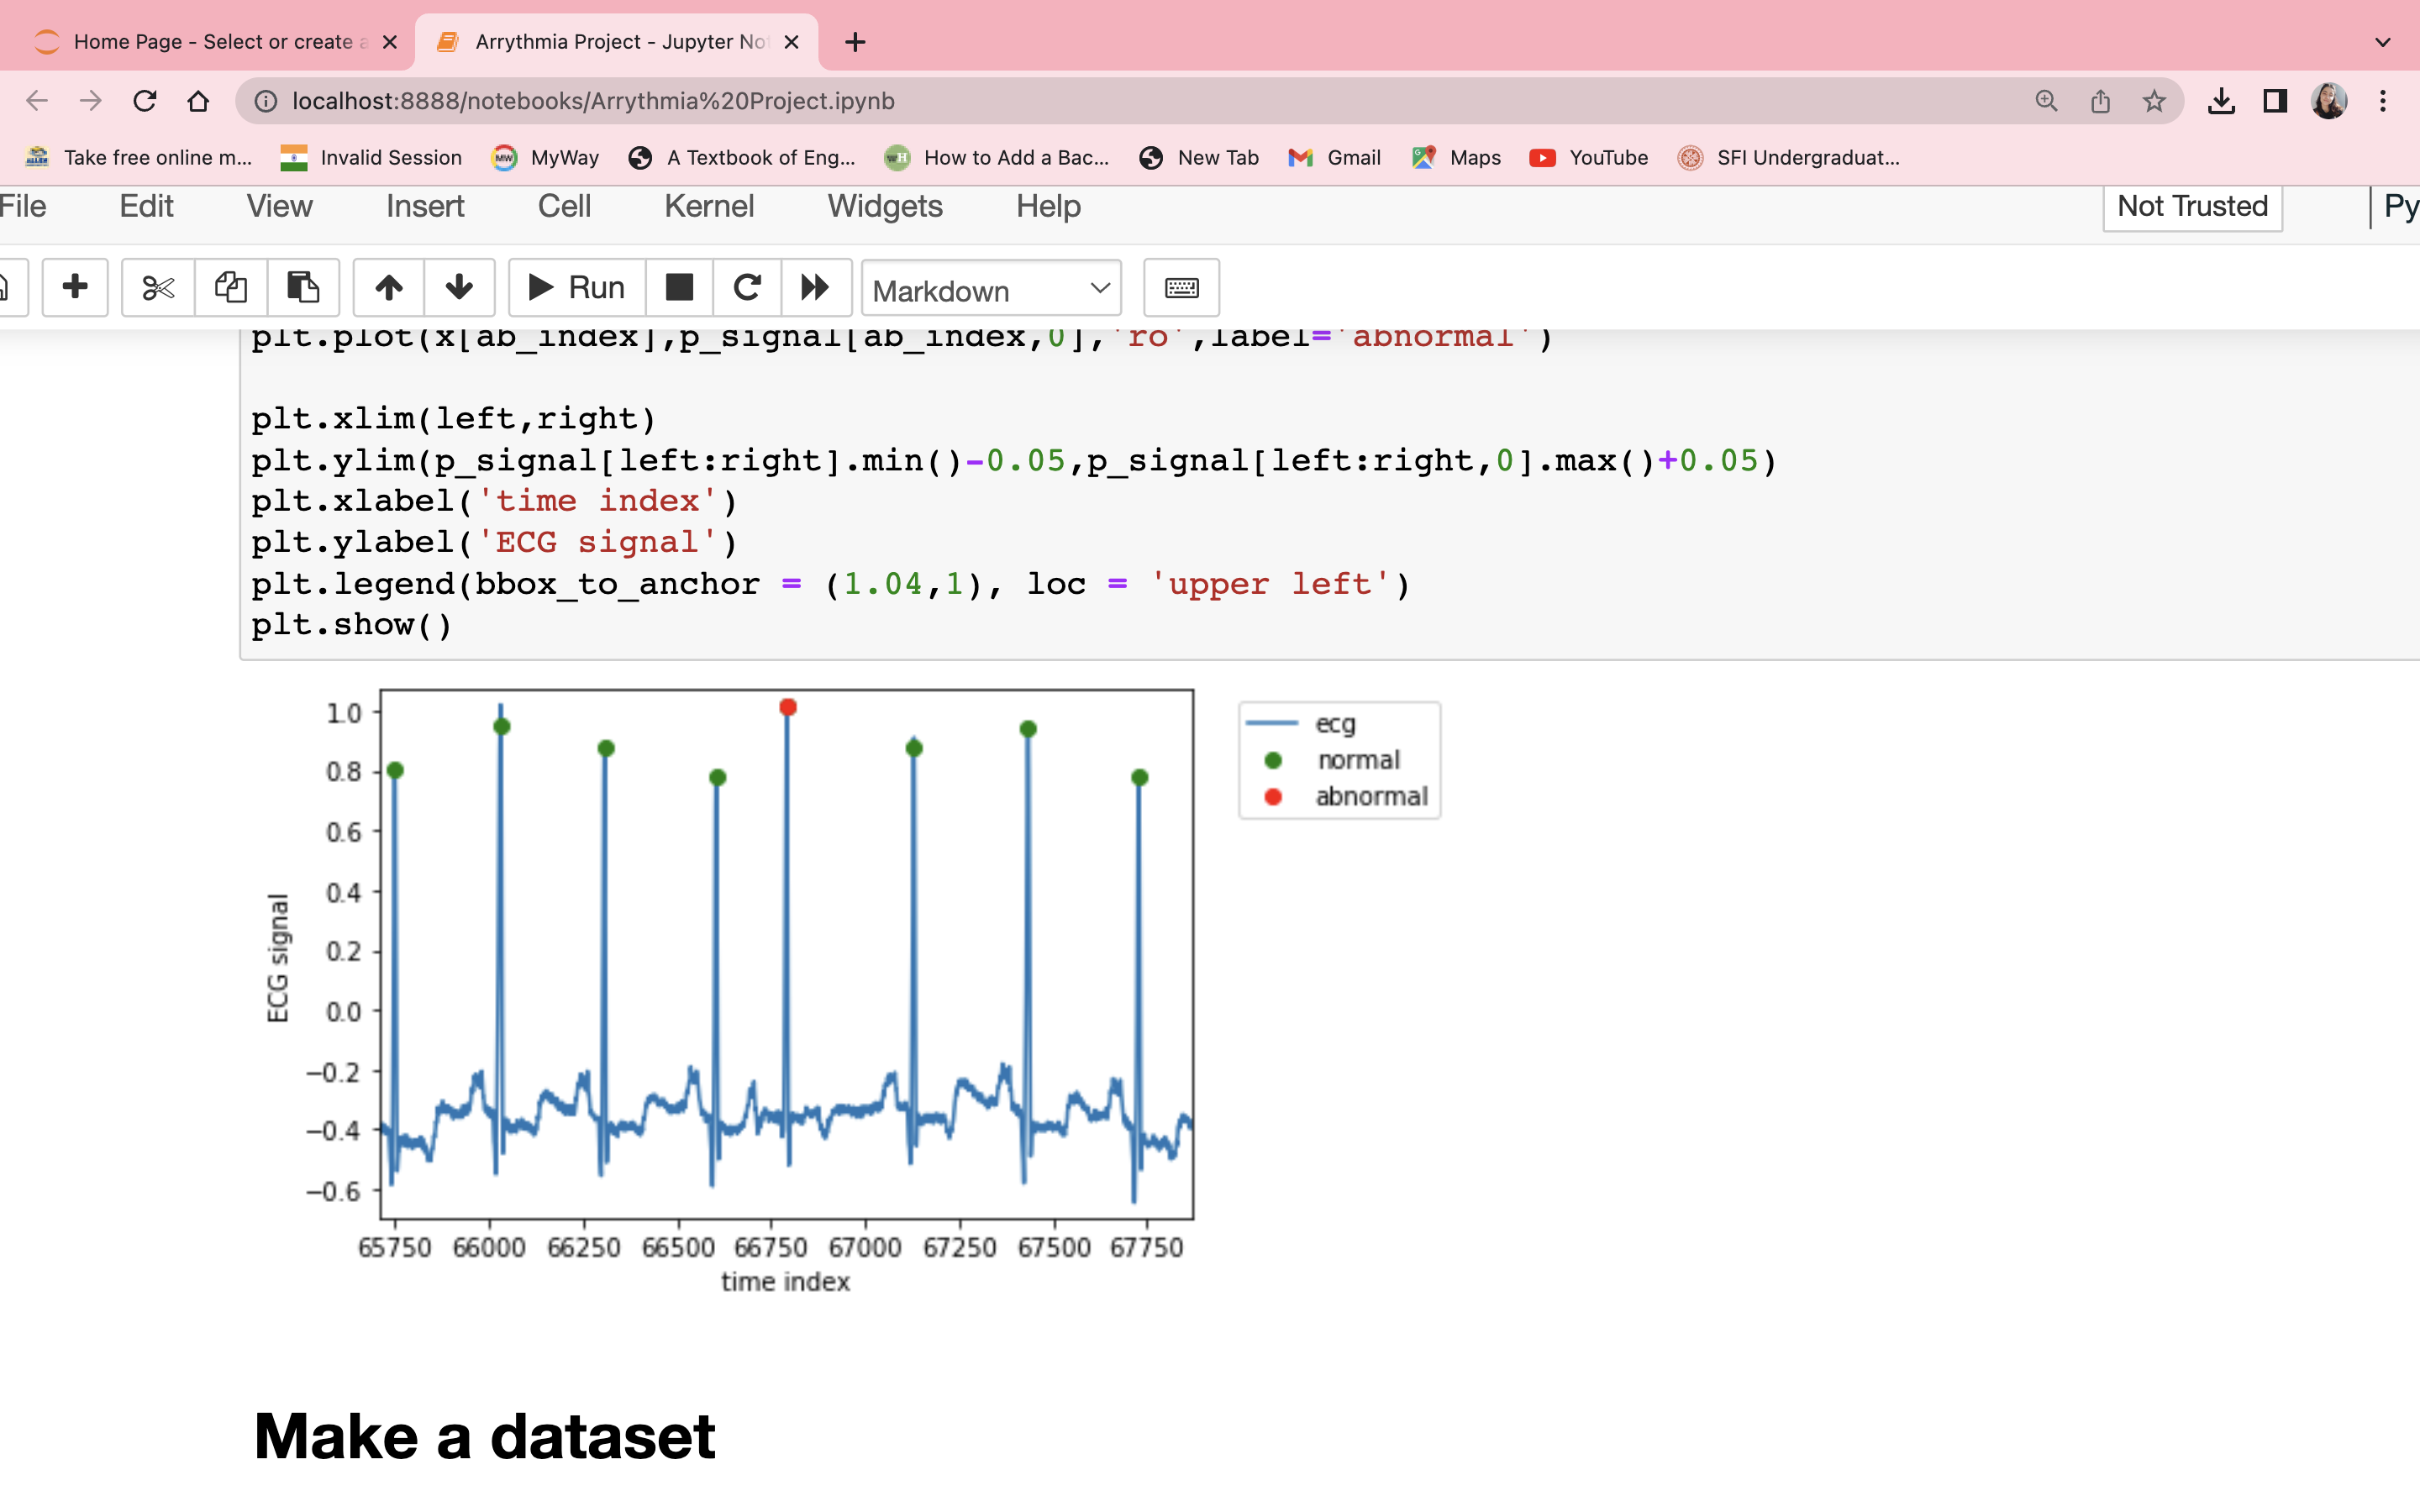 Home Page - Select or create a
Arrythmia Project - Jupyter No
localhost:8888/notebooks/Arrythmia%20Project.ipynb
Take free online m... Invalid Session MyWay A Textbook of Eng... How to Add a Bac... New Tab Gmail Maps YouTube SFI Undergraduat...
File Edit View Insert Cell Kernel Widgets Help Not Trusted Py
Run Markdown
plt.plot(x[ab_index],p_signal[ab_index,0],'ro',label='abnormal')
plt.xlim(left,right)
plt.ylim(p_signal[left:right].min()-0.05,p_signal[left:right,0].max()+0.05)
plt.xlabel('time index')
plt.ylabel('ECG signal')
plt.legend(bbox_to_anchor = (1.04,1), loc = 'upper left')
plt.show()
1.0
0.8
0.6
0.4
0.2
0.0
−0.2
−0.4
−0.6
ECG signal
65750 66000 66250 66500 66750 67000 67250 67500 67750
time index
ecg
normal
abnormal
Make a dataset